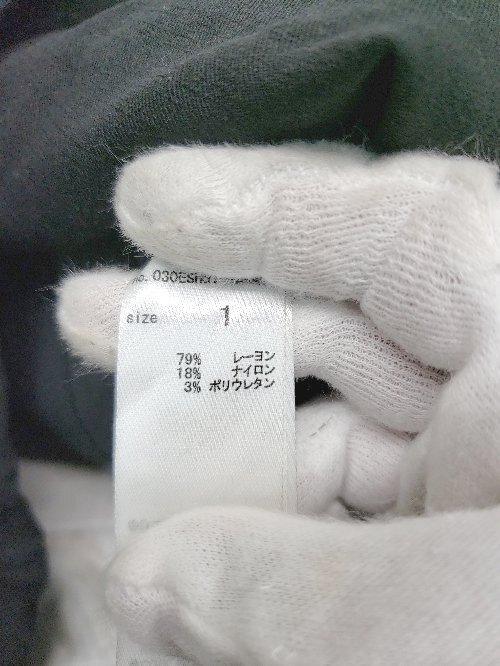 size 1
79% レーヨン
18% ナイロン
3% ポリウレタン